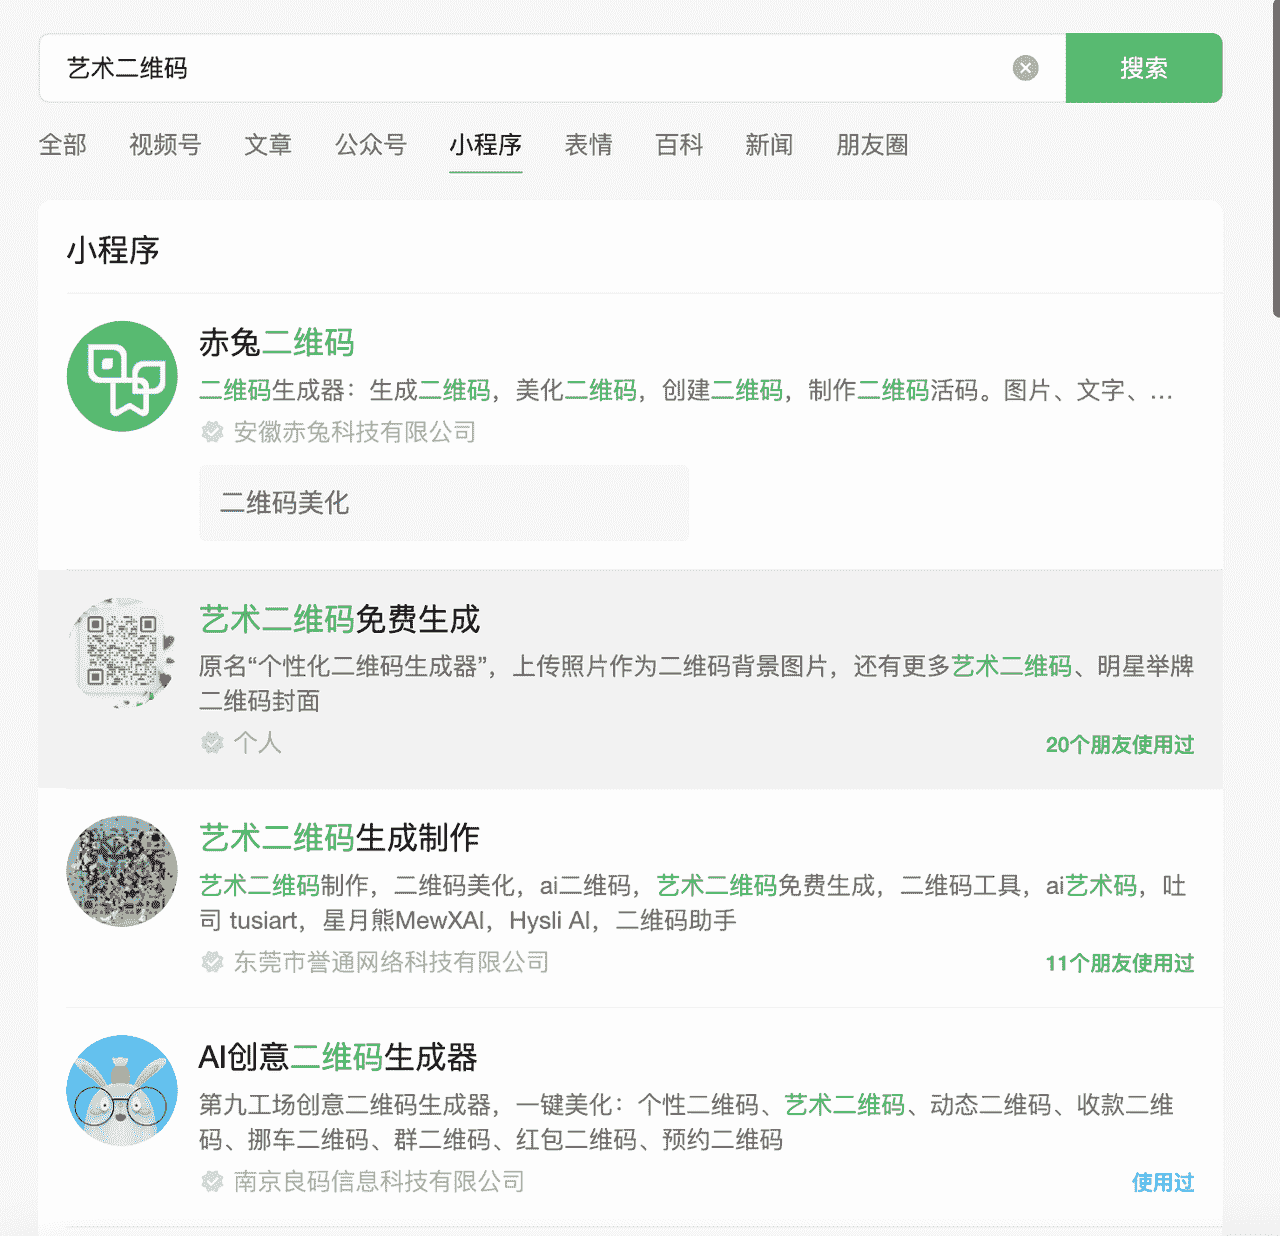 艺术二维码
搜索
全部 视频号 文章 公众号 小程序 表情 百科 新闻 朋友圈
小程序
赤兔二维码
二维码生成器：生成二维码，美化二维码，创建二维码，制作二维码活码。图片、文字、…
安徽赤兔科技有限公司
二维码美化
艺术二维码免费生成
原名“个性化二维码生成器”，上传照片作为二维码背景图片，还有更多艺术二维码、明星举牌
二维码封面
个人
20个朋友使用过
艺术二维码生成制作
艺术二维码制作，二维码美化，ai二维码，艺术二维码免费生成，二维码工具，ai艺术码，吐
司 tusiart，星月熊MewXAI，Hysli AI，二维码助手
东莞市誉通网络科技有限公司
11个朋友使用过
AI创意二维码生成器
第九工场创意二维码生成器，一键美化：个性二维码、艺术二维码、动态二维码、收款二维
码、挪车二维码、群二维码、红包二维码、预约二维码
南京良码信息科技有限公司
使用过